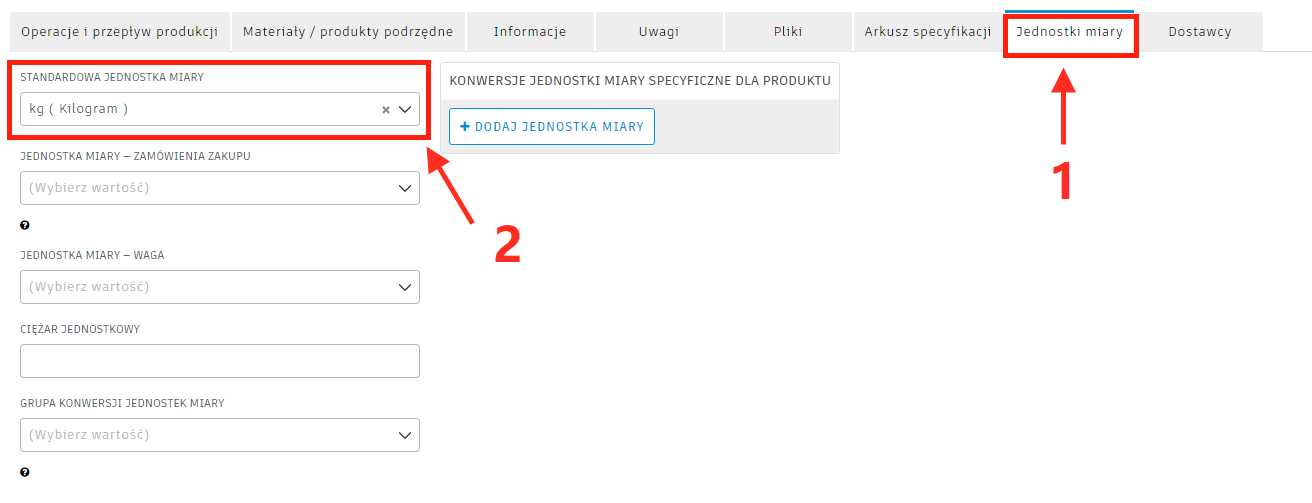 Operacje i przepływ produkcji
Materiały / produkty podrzędne
Informacje
Uwagi
Pliki
Arkusz specyfikacji
Jednostki miary
Dostawcy
STANDARDOWA JEDNOSTKA MIARY
kg ( Kilogram )
KONWERSJE JEDNOSTKI MIARY SPECYFICZNE DLA PRODUKTU
+ DODAJ JEDNOSTKA MIARY
1
2
JEDNOSTKA MIARY – ZAMÓWIENIA ZAKUPU
(Wybierz wartość)
JEDNOSTKA MIARY – WAGA
(Wybierz wartość)
CIĘŻAR JEDNOSTKOWY
GRUPA KONWERSJI JEDNOSTEK MIARY
(Wybierz wartość)